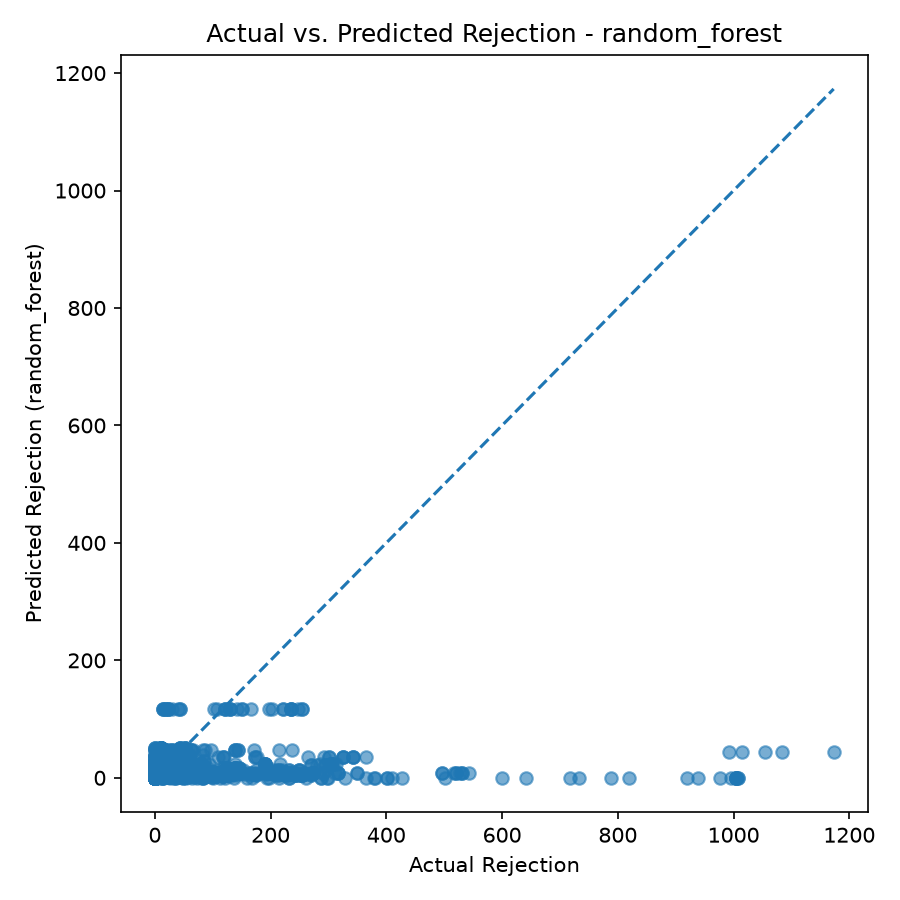 Actual vs. Predicted Rejection - random_forest
Predicted Rejection (random_forest)
1200
1000
800
600
400
200
0
0 200 400 600 800 1000 1200
Actual Rejection